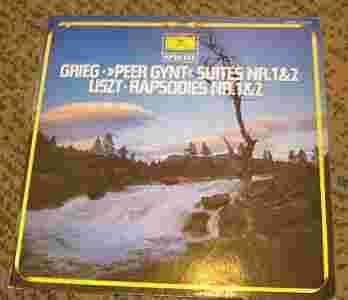 GRIEG·»PEER GYNT« SUITES NR.1&2
LISZT·RAPSODIES NR.1&2